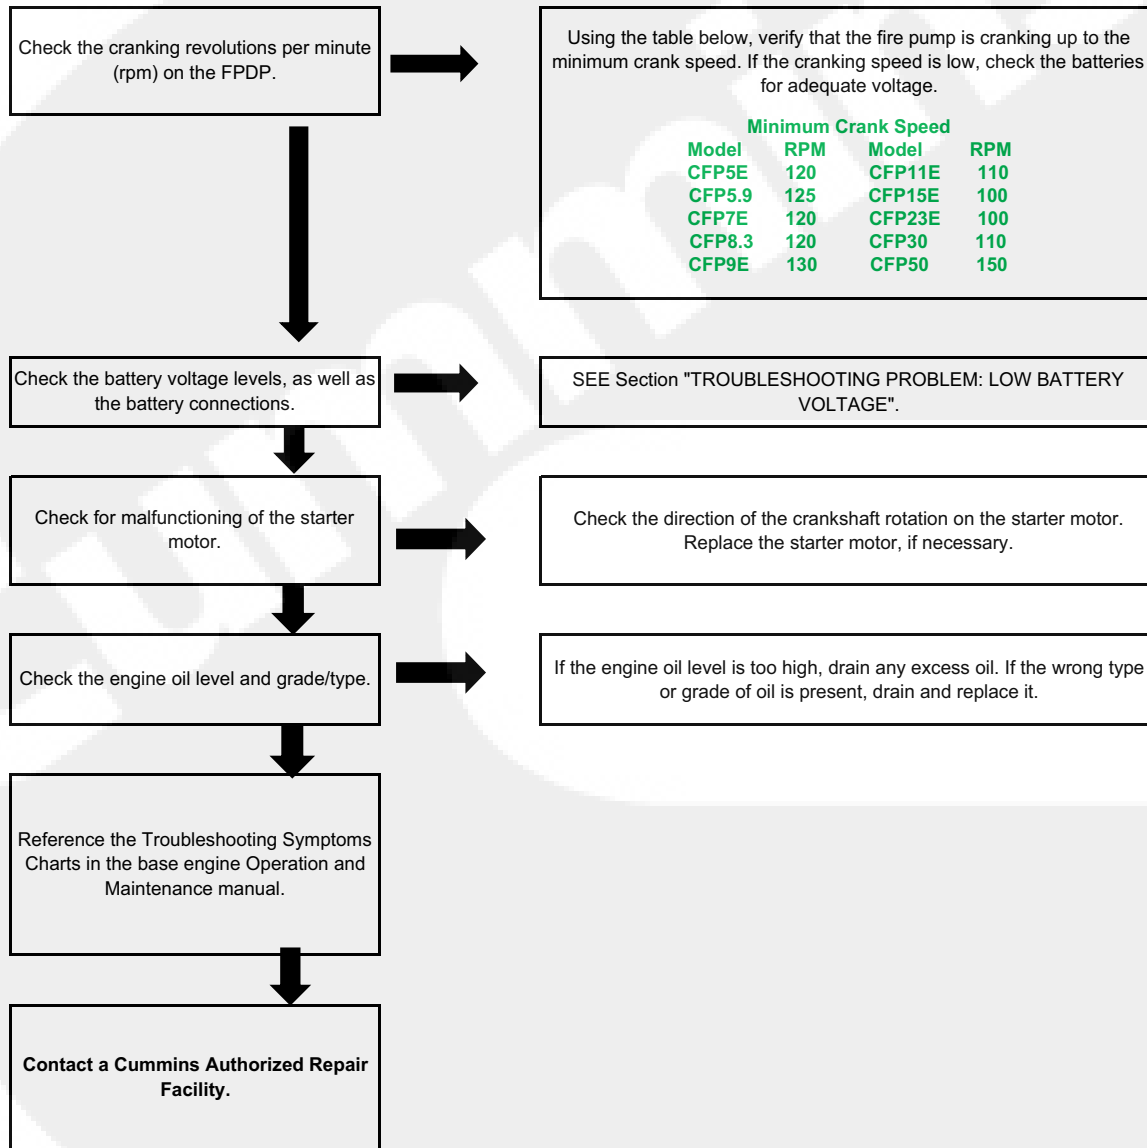 Check the cranking revolutions per minute
(rpm) on the FPDP.
Using the table below, verify that the fire pump is cranking up to the
minimum crank speed. If the cranking speed is low, check the batteries
for adequate voltage.
Minimum Crank Speed
Model RPM Model RPM
CFP5E 120 CFP11E 110
CFP5.9 125 CFP15E 100
CFP7E 120 CFP23E 100
CFP8.3 120 CFP30 110
CFP9E 130 CFP50 150
Check the battery voltage levels, as well as
the battery connections.
SEE Section "TROUBLESHOOTING PROBLEM: LOW BATTERY
VOLTAGE".
Check for malfunctioning of the starter
motor.
Check the direction of the crankshaft rotation on the starter motor.
Replace the starter motor, if necessary.
Check the engine oil level and grade/type.
If the engine oil level is too high, drain any excess oil. If the wrong type
or grade of oil is present, drain and replace it.
Reference the Troubleshooting Symptoms
Charts in the base engine Operation and
Maintenance manual.
Contact a Cummins Authorized Repair
Facility.